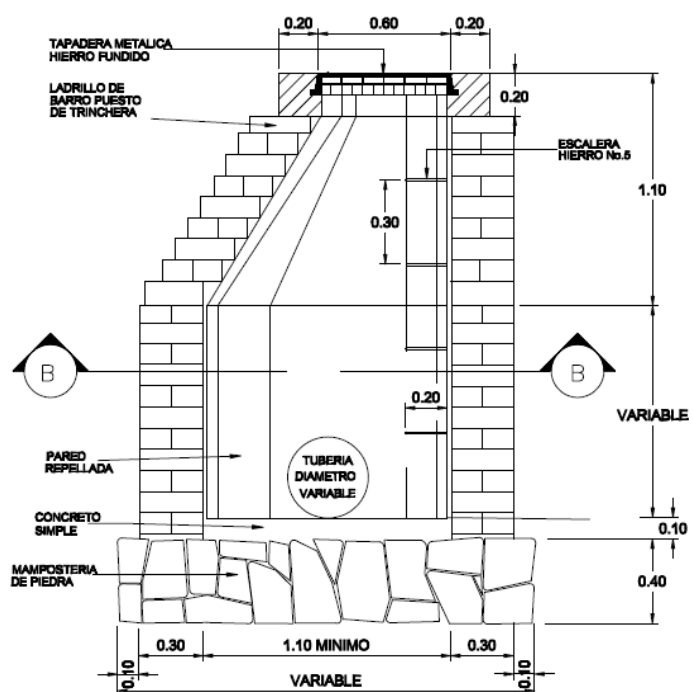 0.20
0.60
0.20
TAPADERA METALICA
HIERRO FUNDIDO
LADRILLO DE
BARRO PUESTO
DE TRINCHERA
0.20
ESCALERA
HIERRO No.5
1.10
0.30
B
B
0.20
VARIABLE
PARED
REPELLADA
TUBERIA
DIAMETRO
VARIABLE
CONCRETO
SIMPLE
0.10
MAMPOSTERIA
DE PIEDRA
0.40
0.30
1.10 MINIMO
0.30
0.10
VARIABLE
0.10